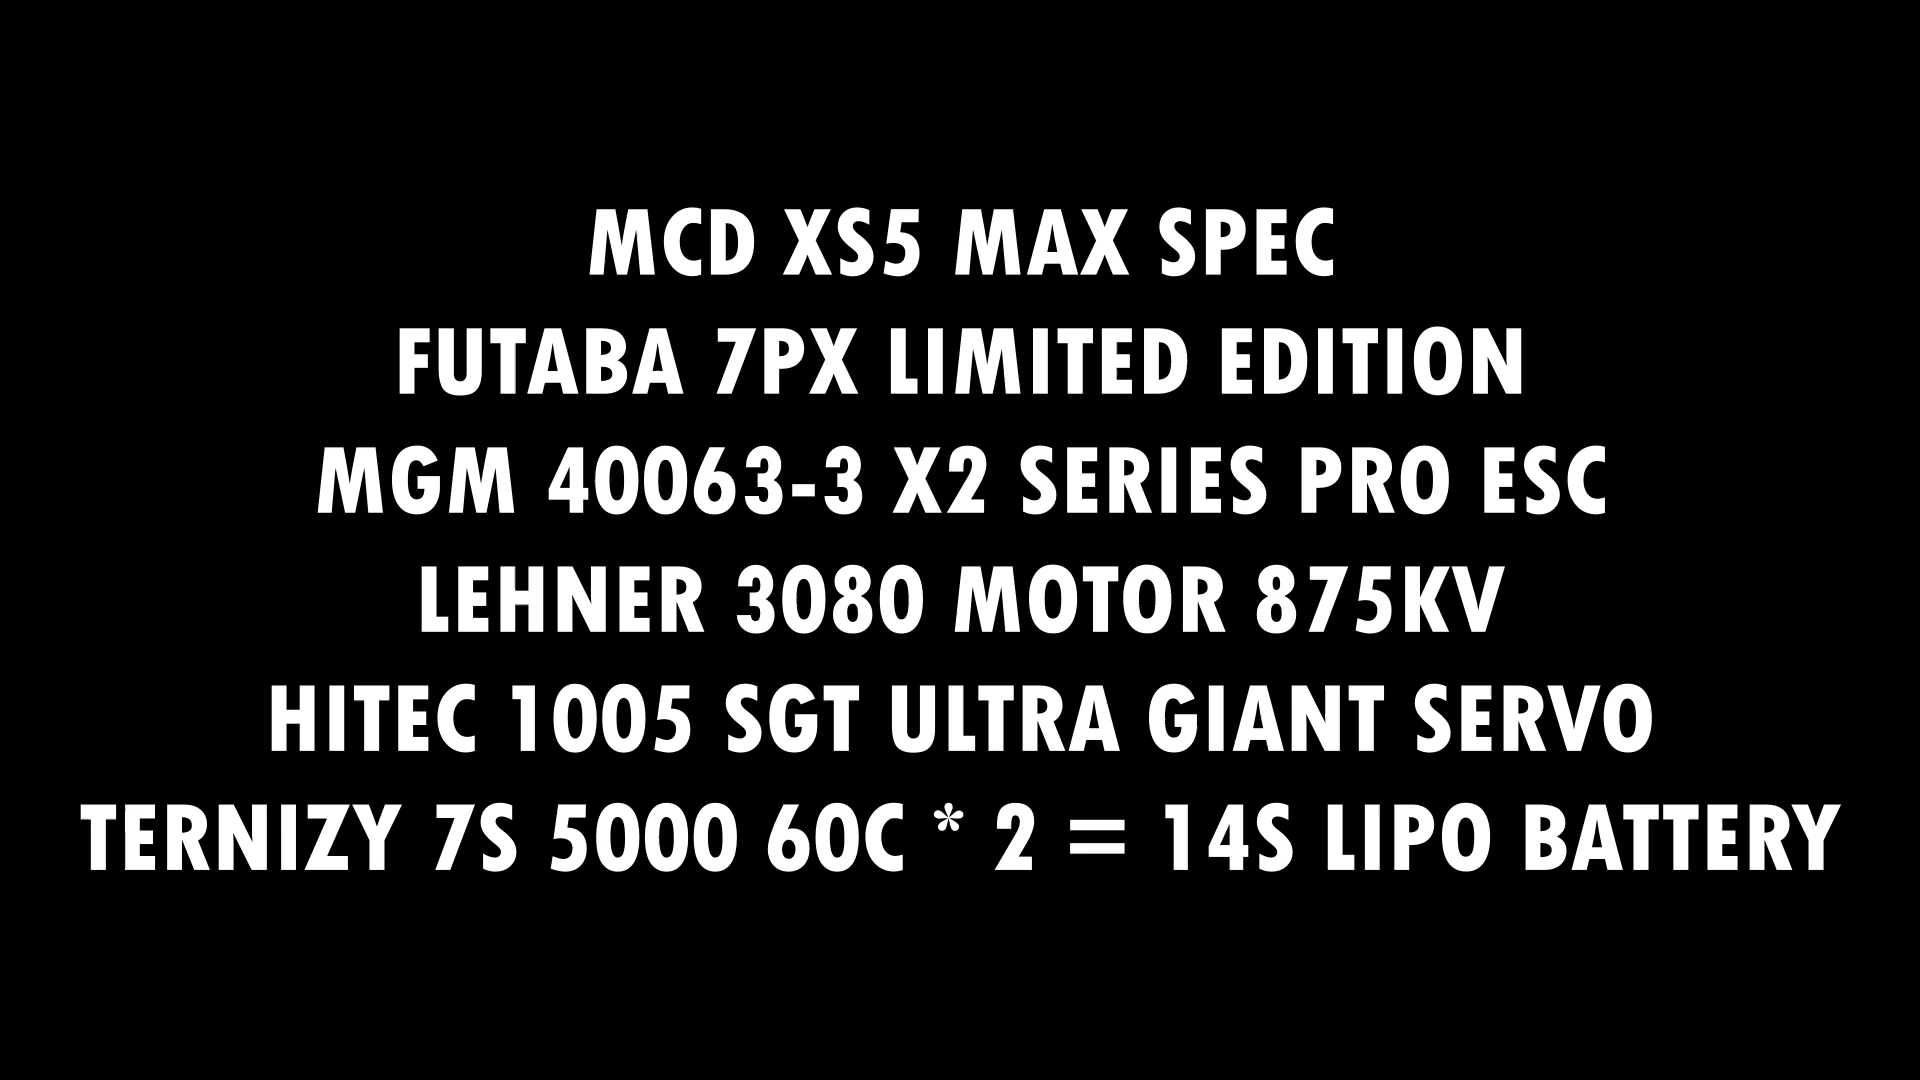 MCD XS5 MAX SPEC
FUTABA 7PX LIMITED EDITION
MGM 40063-3 X2 SERIES PRO ESC
LEHNER 3080 MOTOR 875KV
HITEC 1005 SGT ULTRA GIANT SERVO
TERNIZY 7S 5000 60C * 2 = 14S LIPO BATTERY